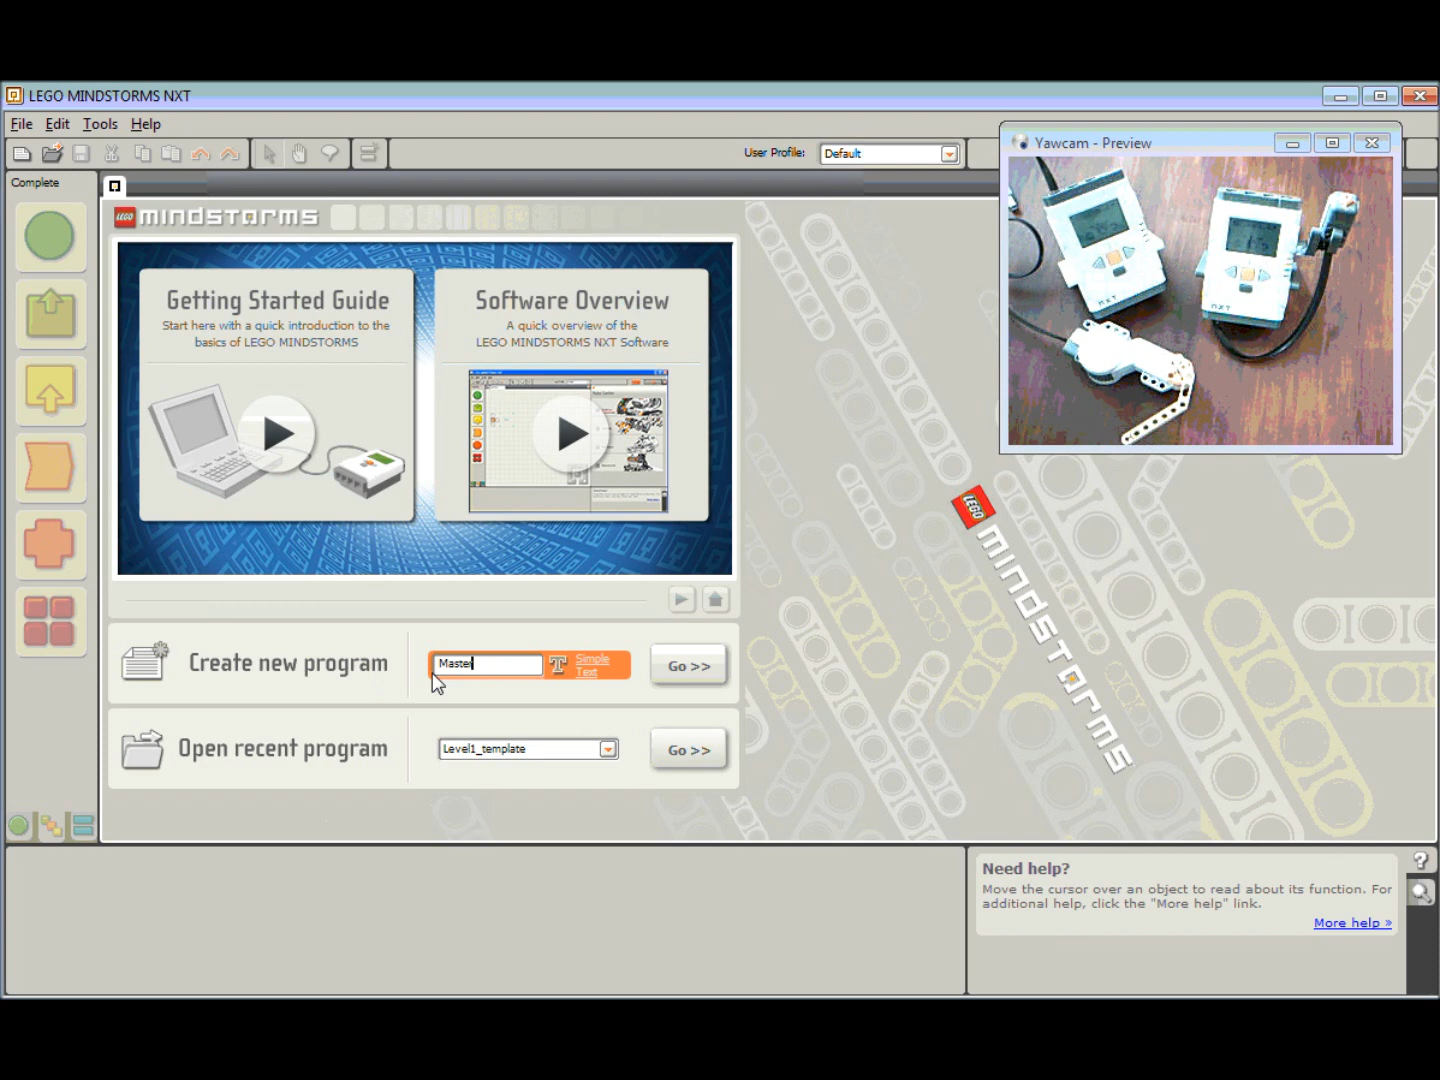 LEGO MINDSTORMS NXT
File Edit Tools Help
User Profile: Default
Yawcam - Preview
Complete
LEGO mindstorms
Getting Started Guide
Start here with a quick introduction to the
basics of LEGO MINDSTORMS
Software Overview
A quick overview of the
LEGO MINDSTORMS NXT Software
NXT
NXT
LEGO mindstorms
Create new program
Master
T Simple
Text
Go >>
Open recent program
Level1_template
Go >>
Need help?
Move the cursor over an object to read about its function. For
additional help, click the "More help" link.
More help »
?